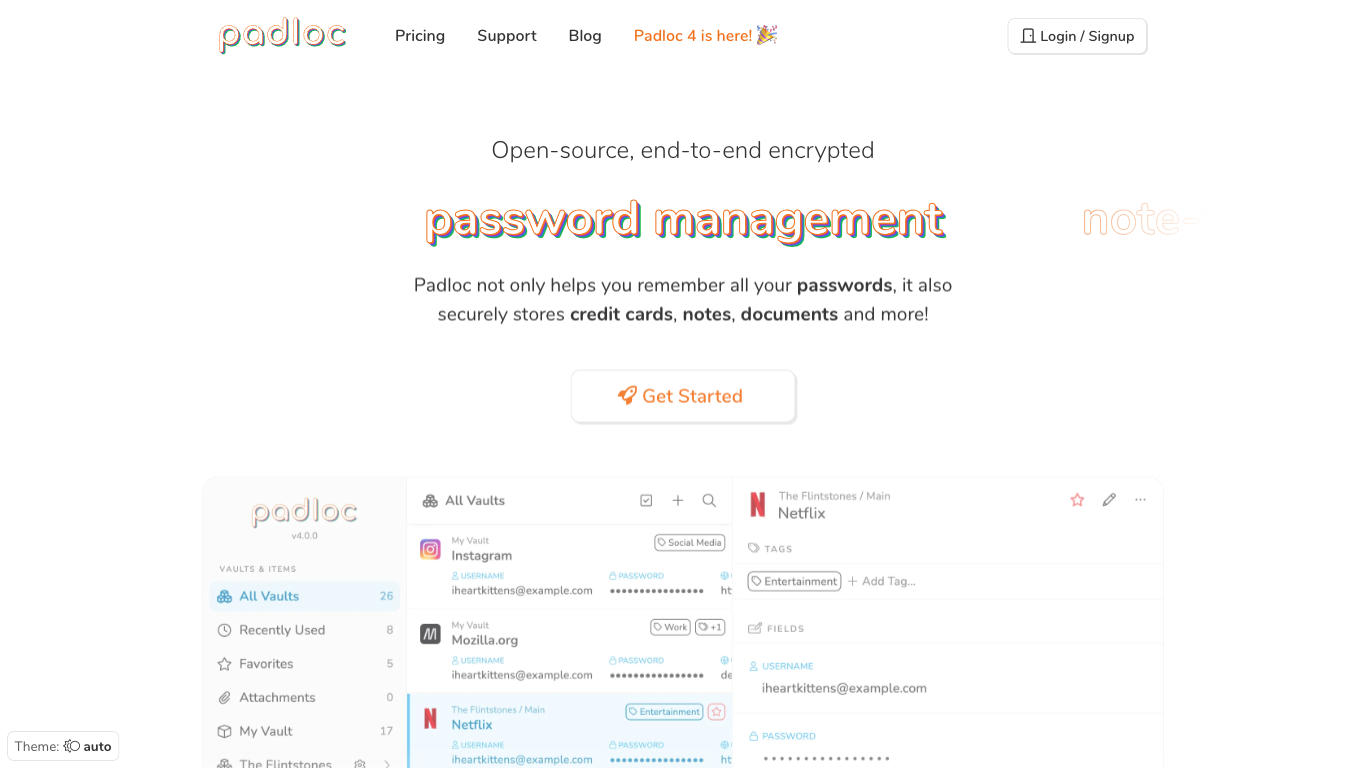 padloc
Pricing
Support
Blog
Padloc 4 is here! 🎉
Login / Signup
Open-source, end-to-end encrypted
password management
note-
Padloc not only helps you remember all your passwords, it also
securely stores credit cards, notes, documents and more!
Get Started
padloc
v4.0.0
VAULTS & ITEMS
All Vaults 26
Recently Used 8
Favorites 5
Attachments 0
My Vault 17
The Flintstones
All Vaults
My Vault
Instagram
Social Media
USERNAME PASSWORD
iheartkittens@example.com ••••••••••••••••
My Vault
Mozilla.org
Work +1
USERNAME PASSWORD
iheartkittens@example.com •••••••••••••••• de
The Flintstones / Main
Netflix
Entertainment
USERNAME PASSWORD
iheartkittens@example.com ••••••••••••••••
The Flintstones / Main
Netflix
TAGS
Entertainment
Add Tag...
FIELDS
USERNAME
iheartkittens@example.com
PASSWORD
••••••••••••••••
Theme: auto